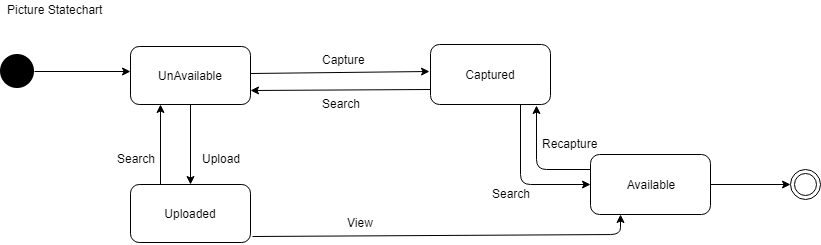 Picture Statechart
UnAvailable
Capture
Captured
Search
Search
Upload
Recapture
Search
Available
Uploaded
View